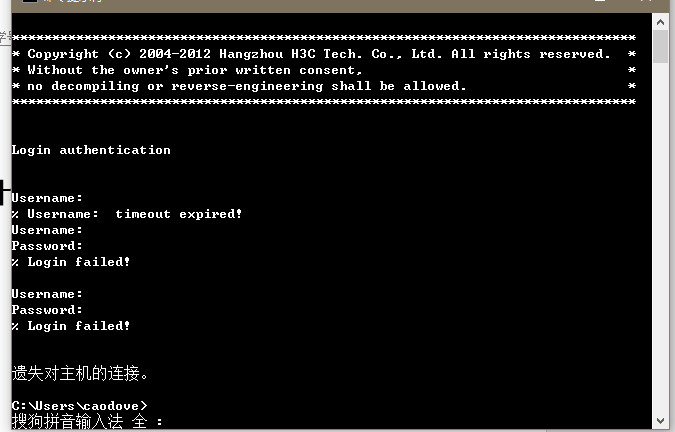 ************************************************************************************
* Copyright (c) 2004-2012 Hangzhou H3C Tech. Co., Ltd. All rights reserved.  *
* Without the owner's prior written consent,                                 *
* no decompiling or reverse-engineering shall be allowed.                    *
************************************************************************************
Login authentication
Username:
% Username:  timeout expired!
Username:
Password:
% Login failed!
Username:
Password:
% Login failed!
遗失对主机的连接。
C:\Users\caodove>
搜狗拼音输入法 全 :